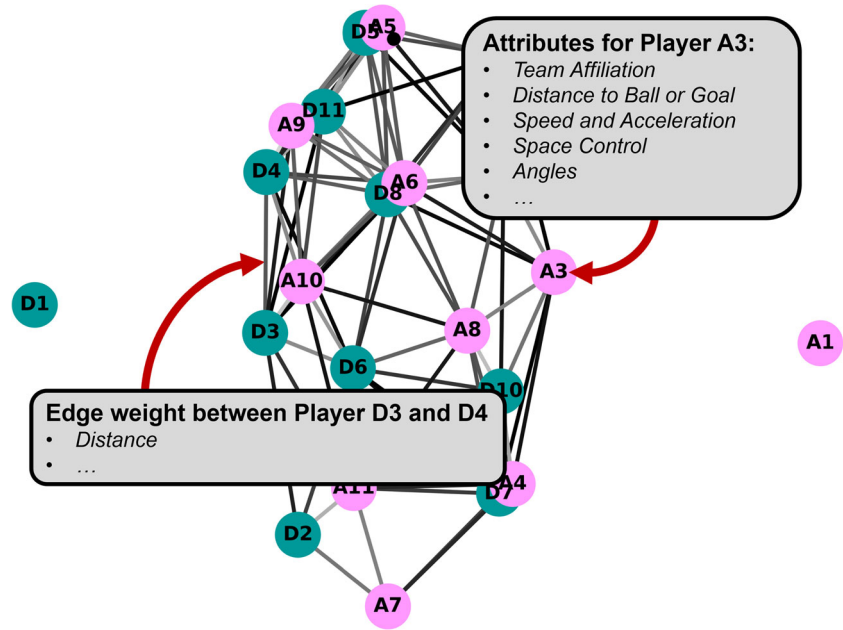 D5
A5
Attributes for Player A3:
• Team Affiliation
• Distance to Ball or Goal
• Speed and Acceleration
• Space Control
• Angles
• ...
D11
A9
D4
A6
D8
A3
A10
D1
D3
A8
A1
D6
D10
Edge weight between Player D3 and D4
• Distance
• ...
A11
A4
D7
D2
A7